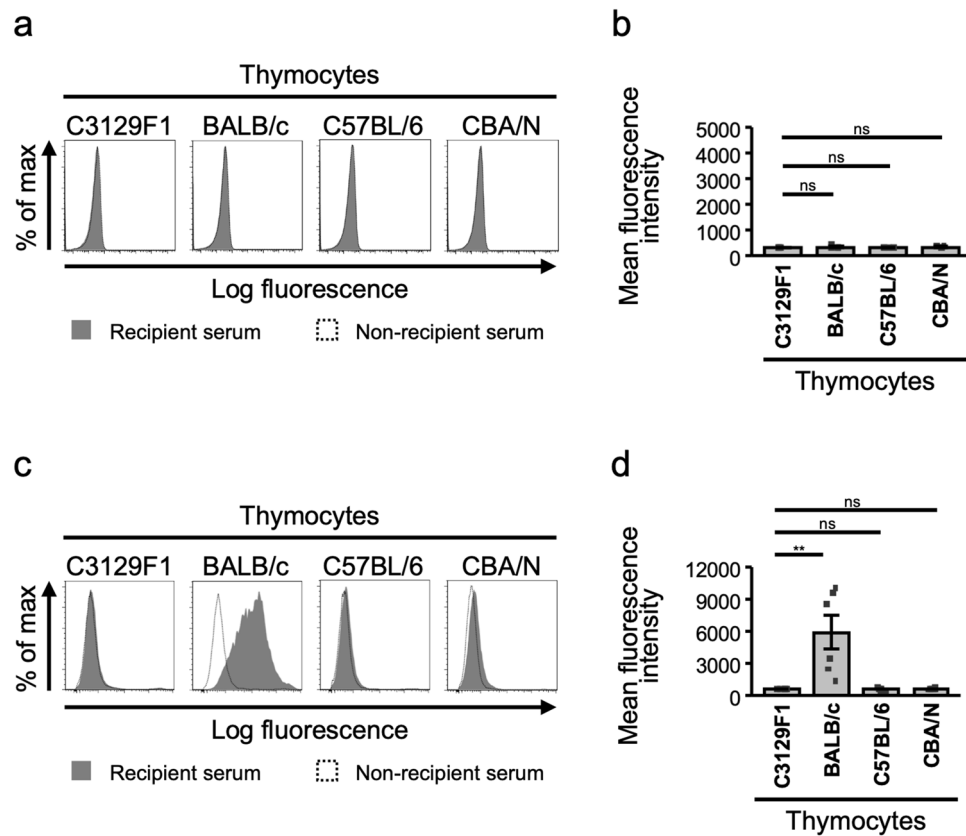 a
Thymocytes
C3129F1 BALB/c C57BL/6 CBA/N
% of max
Log fluorescence
Recipient serum Non-recipient serum
b
Mean fluorescence
intensity
5000
4000
3000
2000
1000
0
ns
ns
ns
C3129F1
BALB/c
C57BL/6
CBA/N
Thymocytes
c
Thymocytes
C3129F1 BALB/c C57BL/6 CBA/N
% of max
Log fluorescence
Recipient serum Non-recipient serum
d
Mean fluorescence
intensity
12000
9000
6000
3000
0
ns
ns
**
C3129F1
BALB/c
C57BL/6
CBA/N
Thymocytes